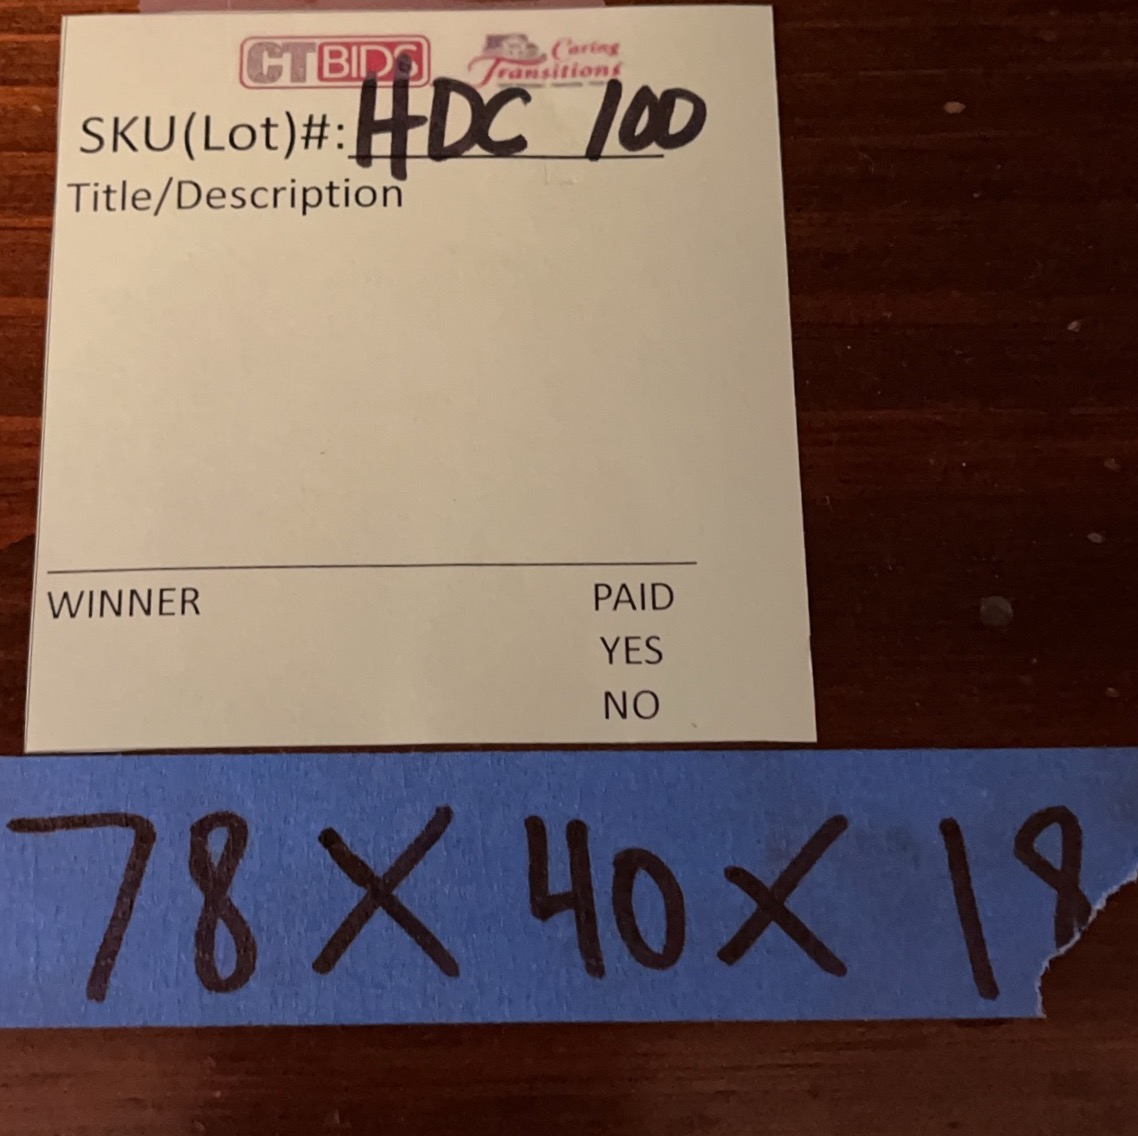 CTBIDS Caring Transitions
SKU(Lot)#: HDC 100
Title/Description
WINNER PAID
YES
NO
78 X 40 X 18